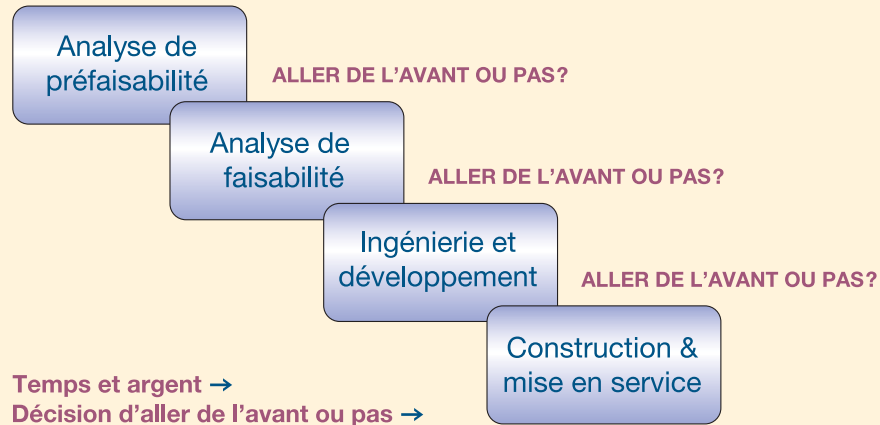 Analyse de
préfaisabilité
ALLER DE L'AVANT OU PAS?
Analyse de
faisabilité
ALLER DE L'AVANT OU PAS?
Ingénierie et
développement
ALLER DE L'AVANT OU PAS?
Construction &
mise en service
Temps et argent →
Décision d'aller de l'avant ou pas →